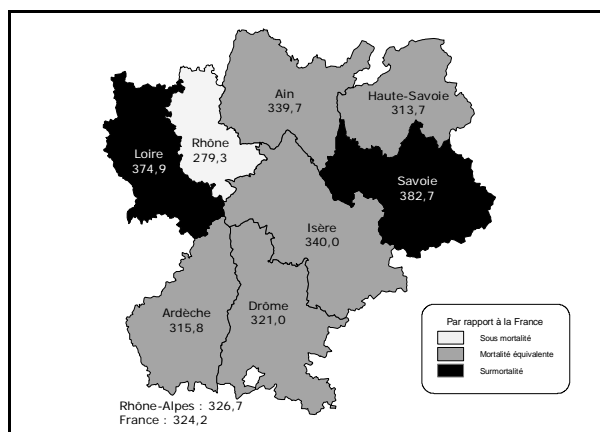 Ain
339,7
Haute-Savoie
313,7
Rhône
279,3
Loire
374,9
Savoie
382,7
Isère
340,0
Ardèche
315,8
Drôme
321,0
Par rapport à la France
Sous mortalité
Mortalité équivalente
Surmortalité
Rhône-Alpes : 326,7
France : 324,2